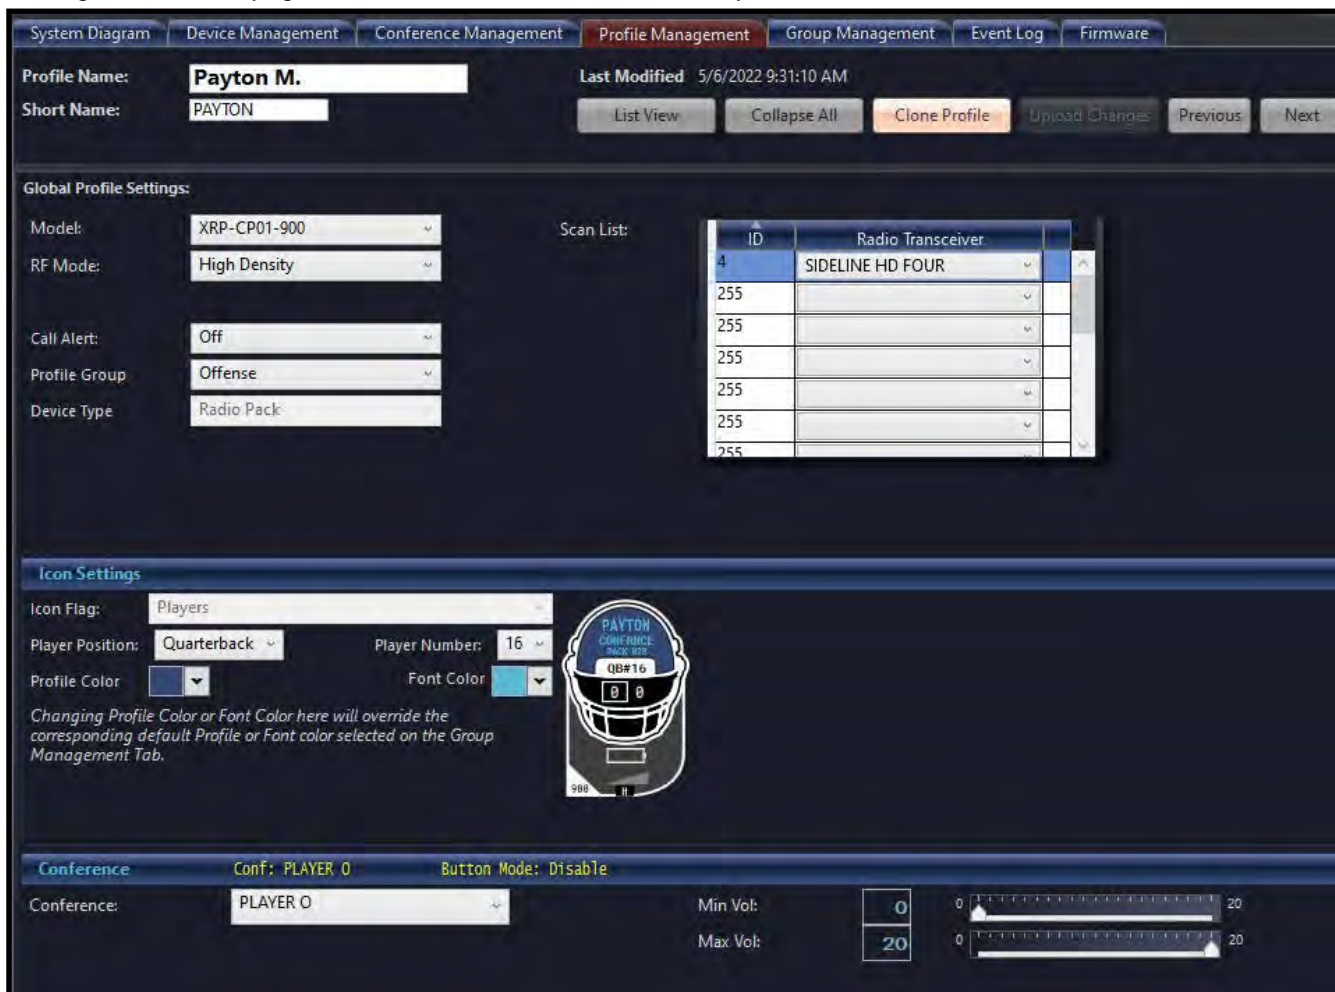 System Diagram Device Management Conference Management Profile Management Group Management Event Log Firmware
Profile Name: Payton M. Last Modified 5/6/2022 9:31:10 AM
Short Name: PAYTON List View Collapse All Clone Profile Upload Changes Previous Next
Global Profile Settings:
Model: XRP-CP01-900 Scan List: ID Radio Transceiver
RF Mode: High Density 4 SIDELINE HD FOUR
255
255
Call Alert: Off
255
Profile Group Offense
255
Device Type Radio Pack
255
255
Icon Settings
Icon Flag: Players
Player Position: Quarterback Player Number: 16
Profile Color Font Color
Changing Profile Color or Font Color here will override the
corresponding default Profile or Font color selected on the Group
Management Tab.
PAYTON
QB#16
0 0
900 H
Conference Conf: PLAYER O Button Mode: Disable
Conference: PLAYER O Min Vol: 0 0 20
Max Vol: 20 0 20